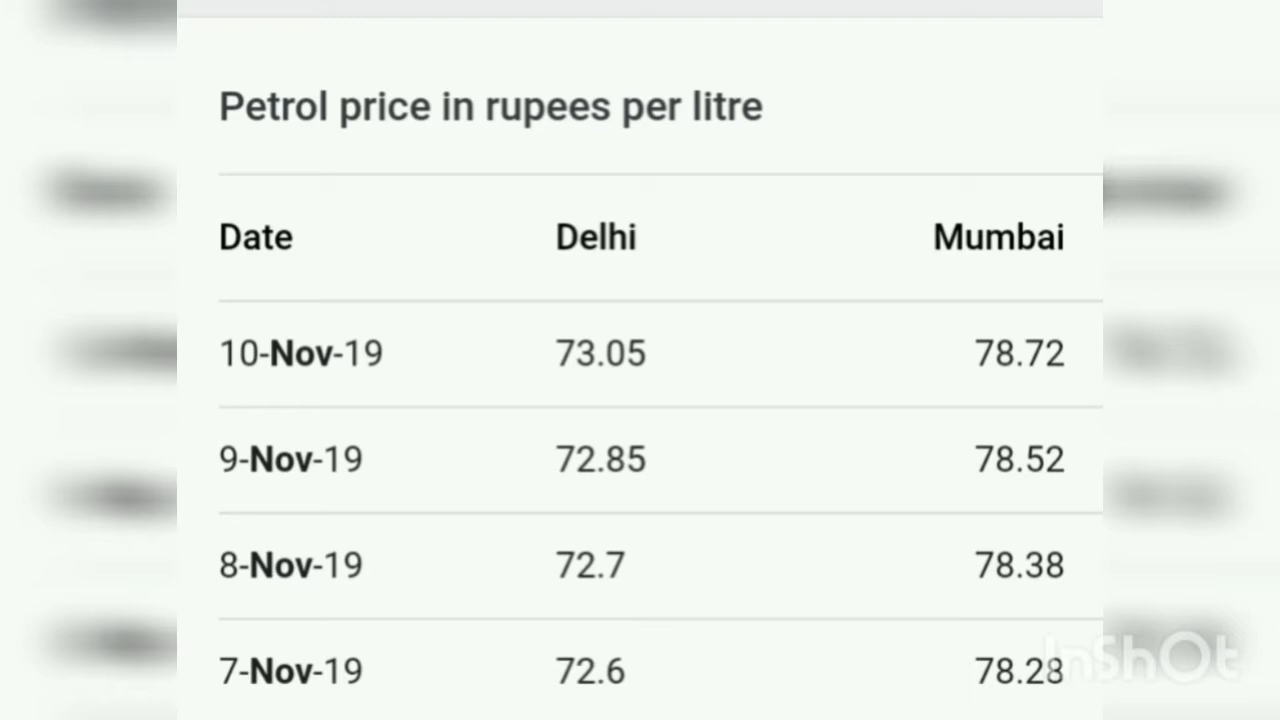 Petrol price in rupees per litre
Date Delhi Mumbai
10-Nov-19 73.05 78.72
9-Nov-19 72.85 78.52
8-Nov-19 72.7 78.38
7-Nov-19 72.6 78.28
InShOt